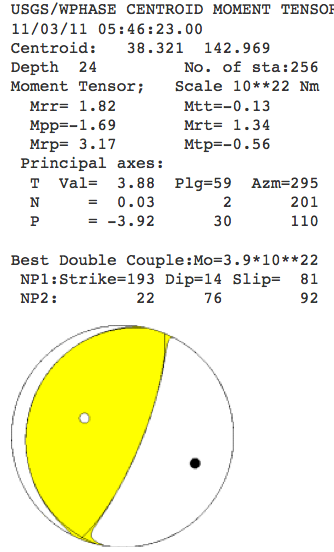 USGS/WPHASE CENTROID MOMENT TENSOR
11/03/11 05:46:23.00
Centroid:   38.321  142.969
Depth  24         No. of sta:256
Moment Tensor;   Scale 10**22 Nm
Mrr= 1.82       Mtt=-0.13
Mpp=-1.69       Mrt= 1.34
Mrp= 3.17       Mtp=-0.56
Principal axes:
T  Val=  3.88  Plg=59  Azm=295
N     =  0.03       2      201
P     = -3.92      30      110
Best Double Couple:Mo=3.9*10**22
NP1:Strike=193 Dip=14 Slip=  81
NP2:        22     76        92